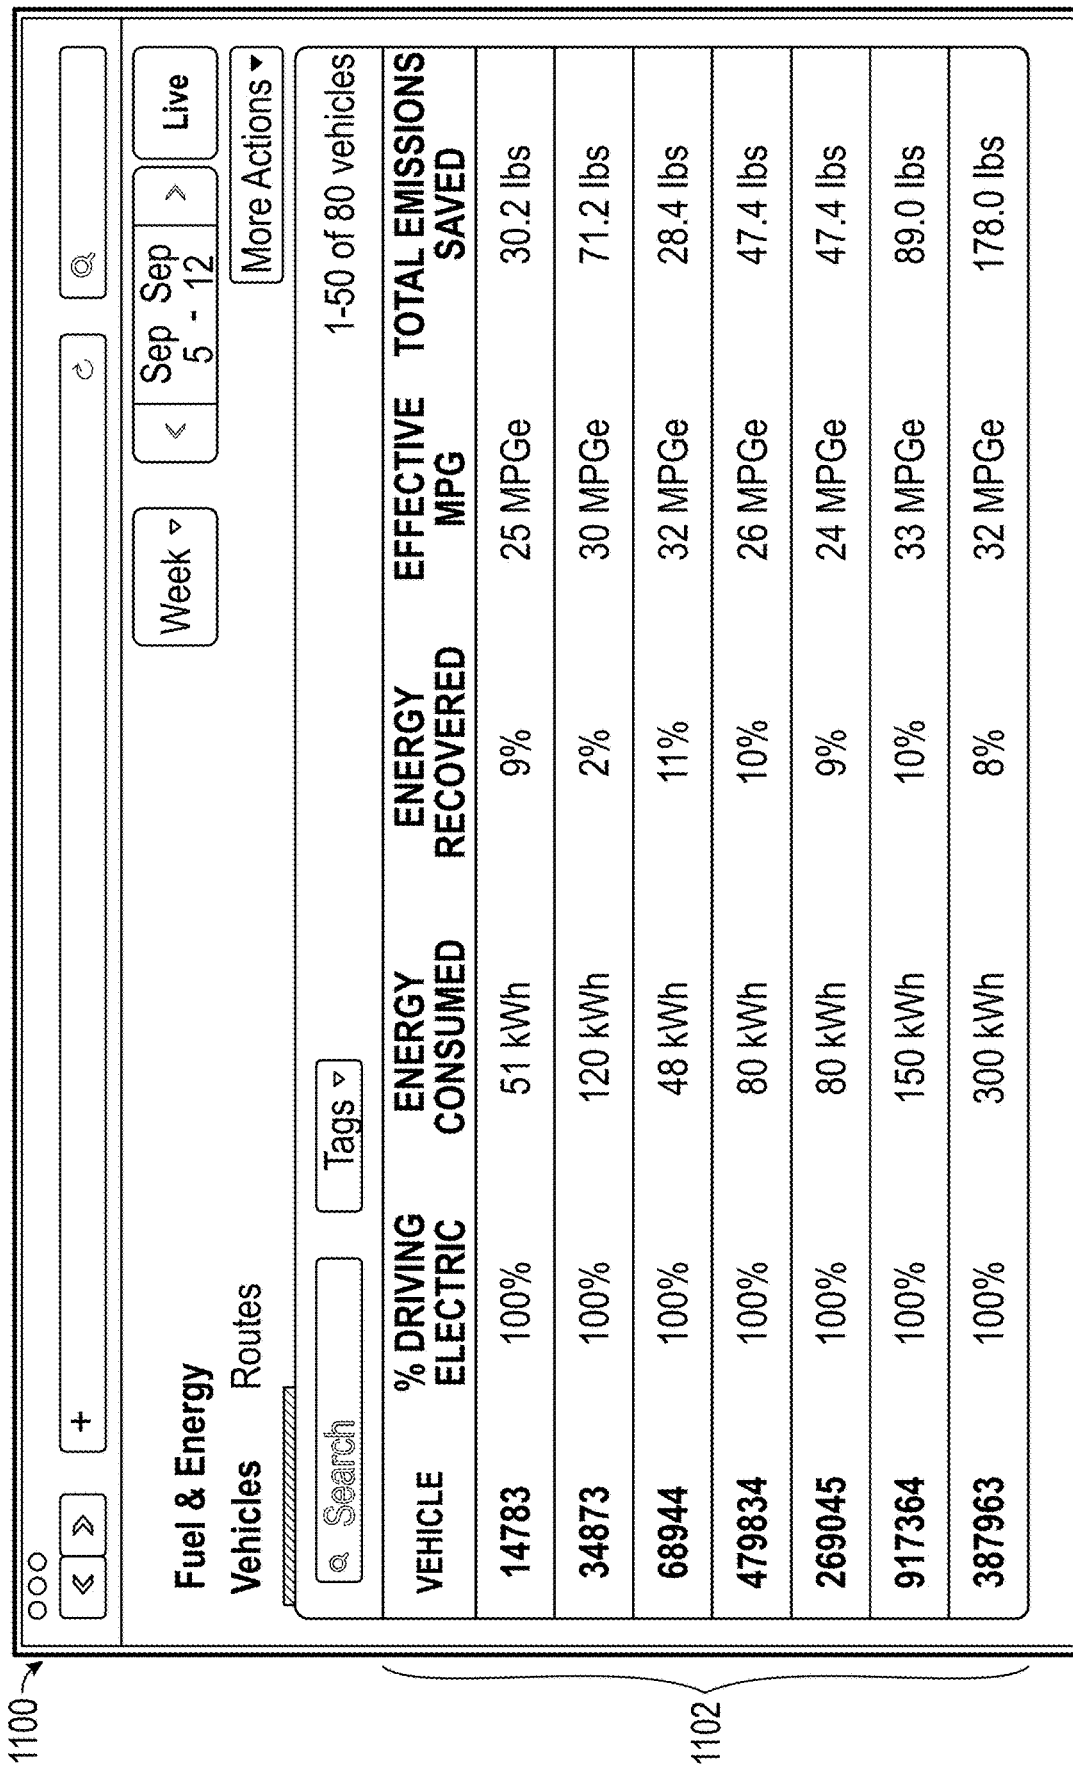 1100
+
Fuel & Energy
Week
Sep 5 - Sep 12
Live
Vehicles Routes
More Actions
Search
Tags
1-50 of 80 vehicles
VEHICLE % DRIVING ELECTRIC ENERGY CONSUMED ENERGY RECOVERED EFFECTIVE MPG TOTAL EMISSIONS SAVED
14783 100% 51 kWh 9% 25 MPGe 30.2 lbs
34873 100% 120 kWh 2% 30 MPGe 71.2 lbs
68944 100% 48 kWh 11% 32 MPGe 28.4 lbs
479834 100% 80 kWh 10% 26 MPGe 47.4 lbs
269045 100% 80 kWh 9% 24 MPGe 47.4 lbs
917364 100% 150 kWh 10% 33 MPGe 89.0 lbs
387963 100% 300 kWh 8% 32 MPGe 178.0 lbs
1102